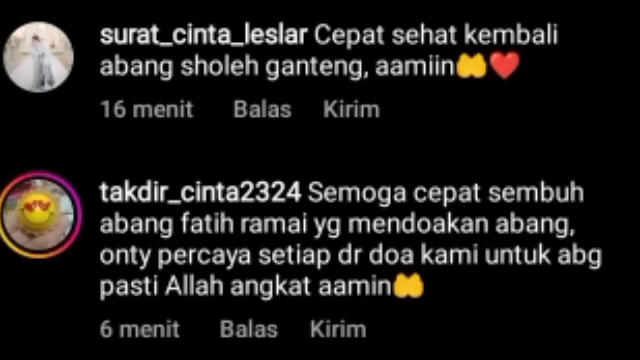 surat_cinta_leslar Cepat sehat kembali
abang sholeh ganteng, aamiin🤲❤️
16 menit Balas Kirim
takdir_cinta2324 Semoga cepat sembuh
abang fatih ramai yg mendoakan abang,
onty percaya setiap dr doa kami untuk abg
pasti Allah angkat aamin🤲
6 menit Balas Kirim